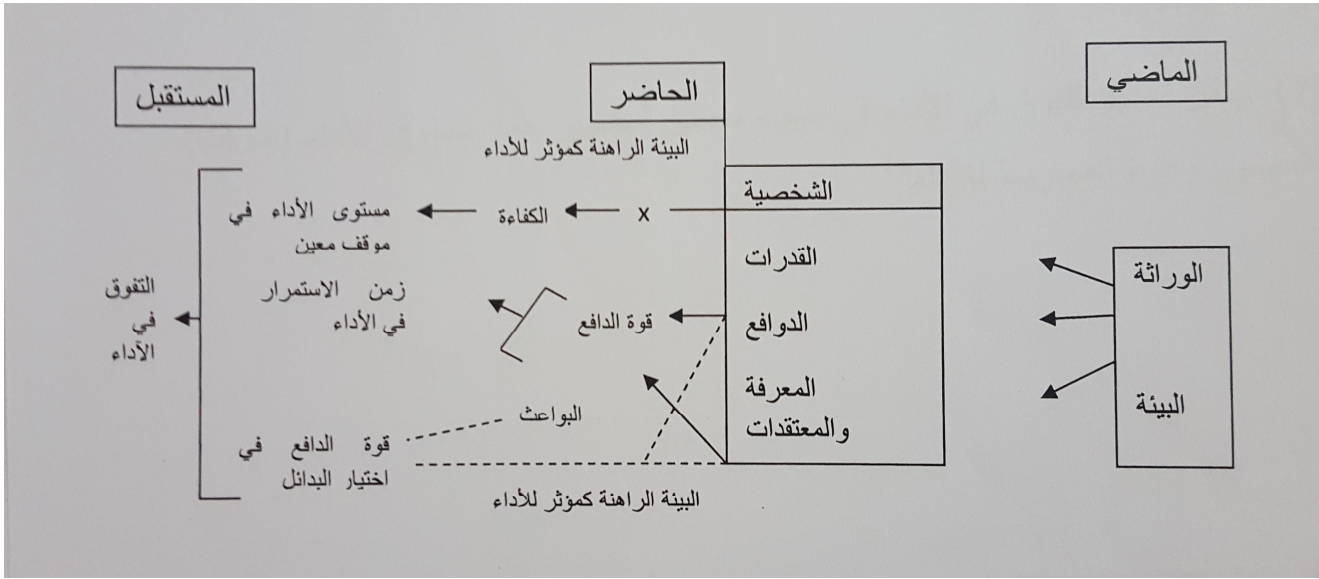 الماضي
الحاضر
المستقبل
البيئة الراهنة كمؤثر للأداء
الشخصية
القدرات
الدوافع
المعرفة
والمعتقدات
الوراثة
البيئة
x
الكفاءة
مستوى الأداء في
موقف معين
قوة الدافع
زمن الاستمرار
في الأداء
البواعث
قوة الدافع في
اختيار البدائل
البيئة الراهنة كمؤثر للأداء
التفوق
في
الآداء